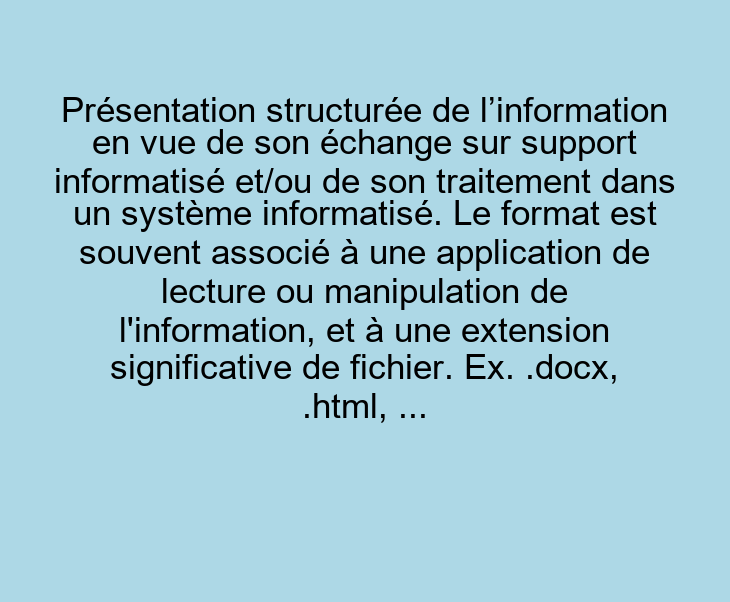 Présentation structurée de l’information
en vue de son échange sur support
informatisé et/ou de son traitement dans
un système informatisé. Le format est
souvent associé à une application de
lecture ou manipulation de
l'information, et à une extension
significative de fichier. Ex. .docx,
.html, ...